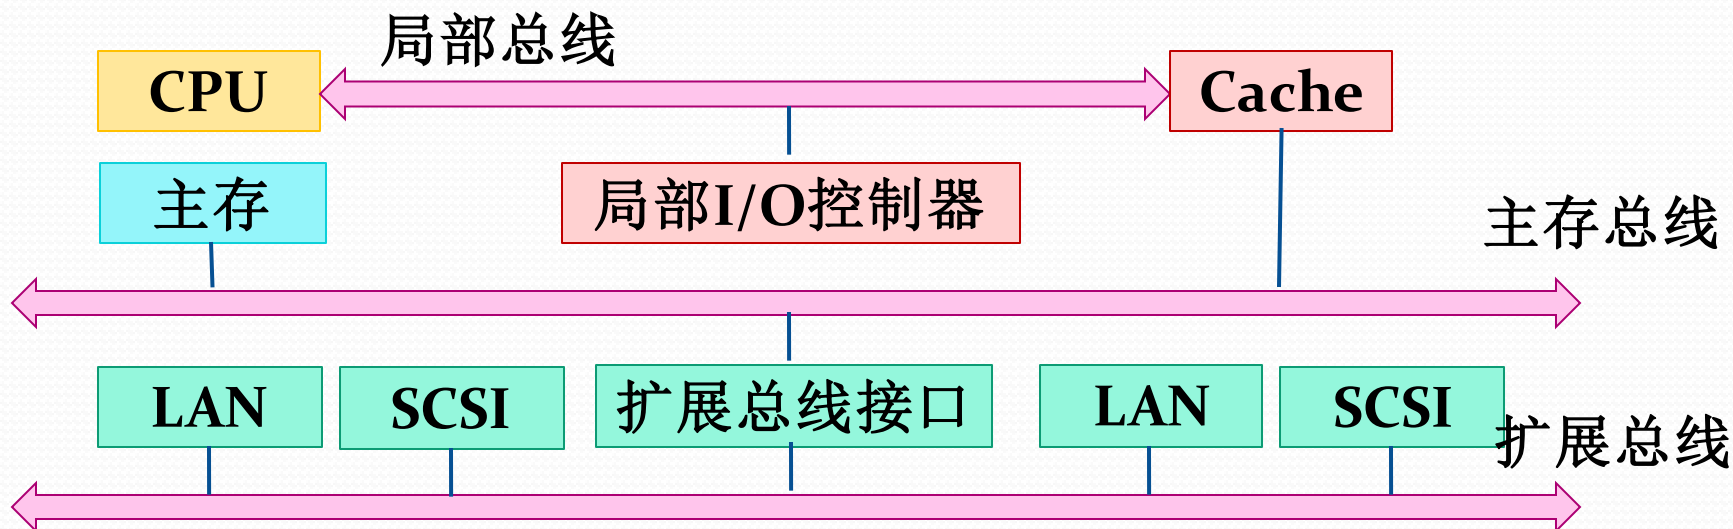 局部总线
CPU
Cache
主存
局部I/O控制器
主存总线
LAN
SCSI
扩展总线接口
LAN
SCSI
扩展总线